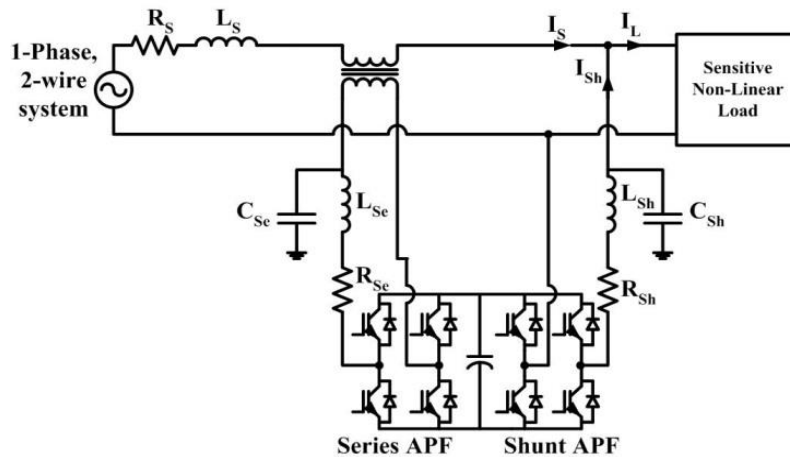 R_S
L_S
1-Phase,
2-wire
system
I_S
I_L
I_Sh
Sensitive
Non-Linear
Load
C_Se
L_Se
R_Se
L_Sh
C_Sh
R_Sh
Series APF
Shunt APF